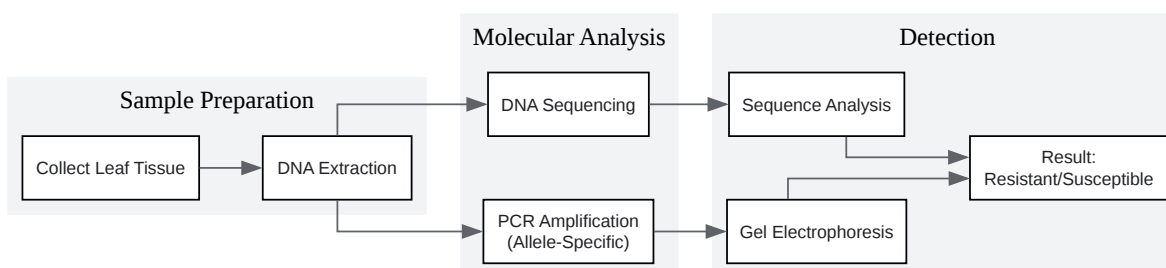 Sample Preparation
Collect Leaf Tissue
DNA Extraction
Molecular Analysis
DNA Sequencing
PCR Amplification
(Allele-Specific)
Detection
Sequence Analysis
Gel Electrophoresis
Result:
Resistant/Susceptible